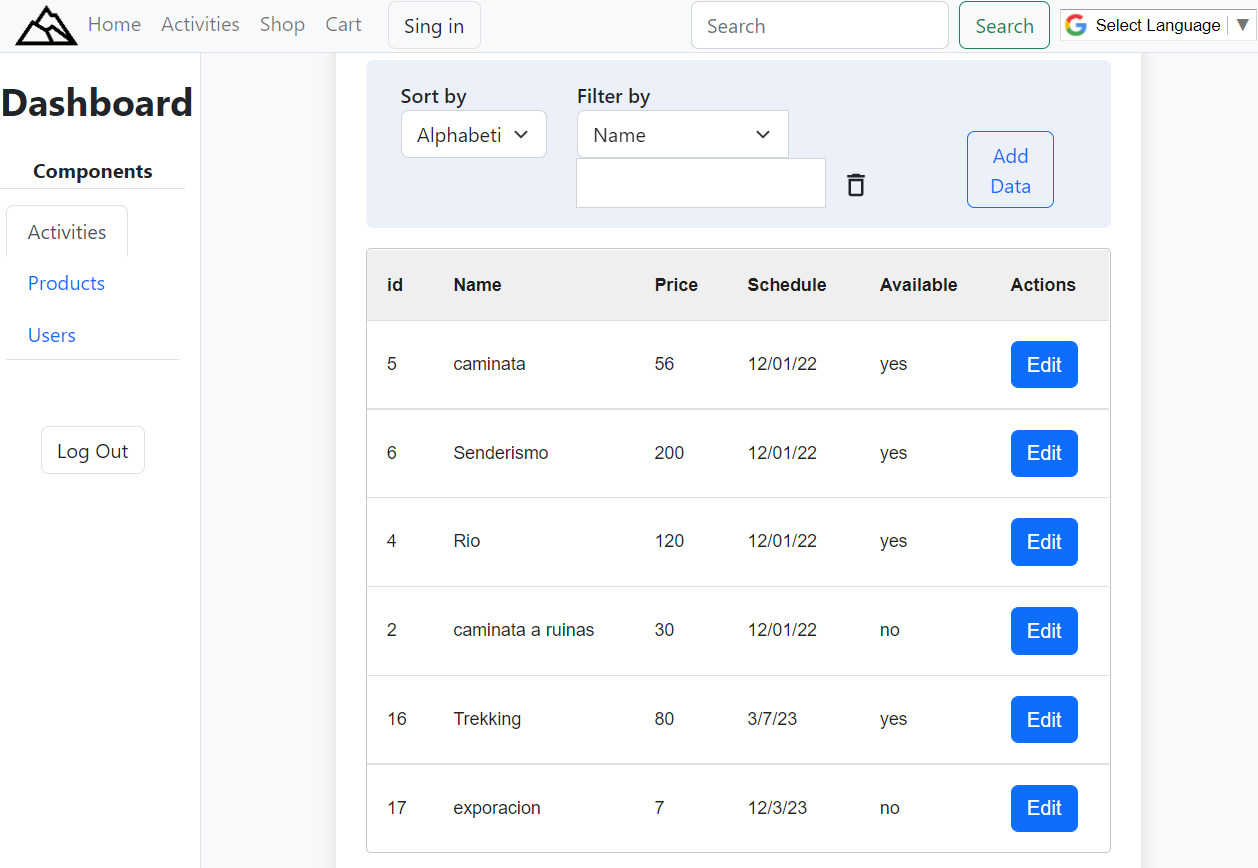 Home Activities Shop Cart Sing in Search Search Select Language ▼
Dashboard
Components
Activities
Products
Users
Log Out
Sort by Filter by
Alphabeti Name
Add
Data
id Name Price Schedule Available Actions
5 caminata 56 12/01/22 yes Edit
6 Senderismo 200 12/01/22 yes Edit
4 Rio 120 12/01/22 yes Edit
2 caminata a ruinas 30 12/01/22 no Edit
16 Trekking 80 3/7/23 yes Edit
17 exporacion 7 12/3/23 no Edit